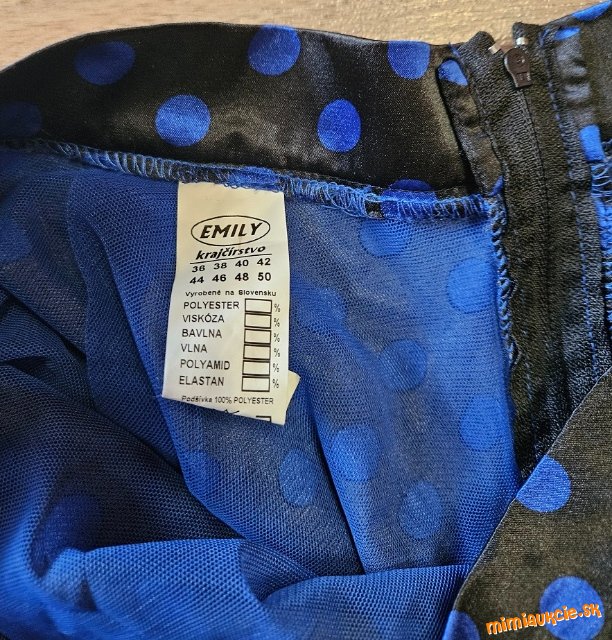 EMILY
krajčírstvo
36 38 40 42
44 46 48 50
Vyrobené na Slovensku
POLYESTER %
VISKÓZA %
BAVLNA %
VLNA %
POLYAMID %
ELASTAN %
Podšívka 100% POLYESTER
mimiaukcie.sk